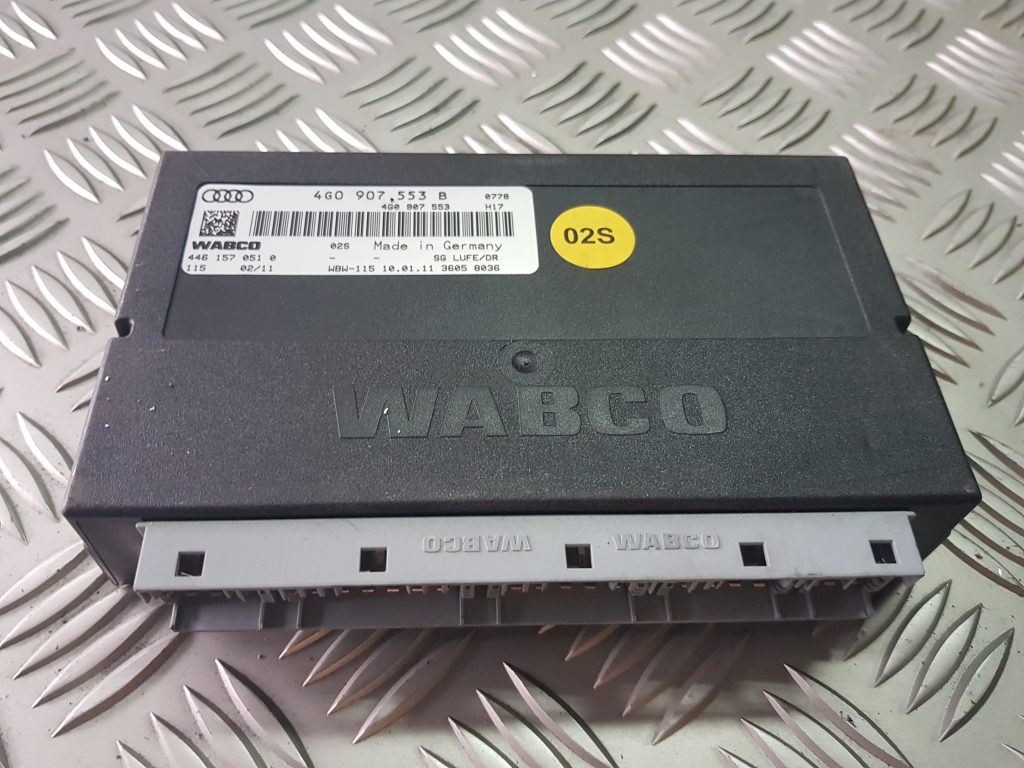 4G0 907 553 B 0778
4G0 907 553 H17
WABCO 02S Made in Germany
446 157 051 0 - - SG LUFE/DR
115 02/11 WBW-115 10.01.11 3605 8036
02S
WABCO
WABCO WABCO